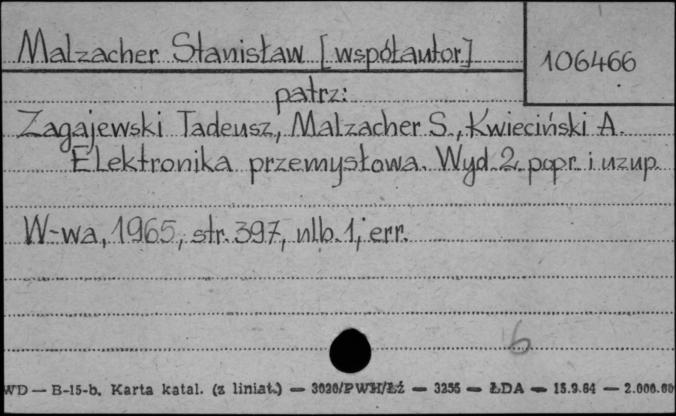 Malzacher Stanisław [współautor]
106466
patrz:
Zagajewski Tadeusz, Malzacher S., Kwieciński A.
Elektronika przemysłowa. Wyd. 2. popr. i uzup.
W-wa, 1965, str. 397, nlb. 1, err.
6
WD — B-15-b. Karta katal. (z liniat.) — 3020/PWH/Łż — 3255 — ŁDA — 15.9.64 — 2.000.00